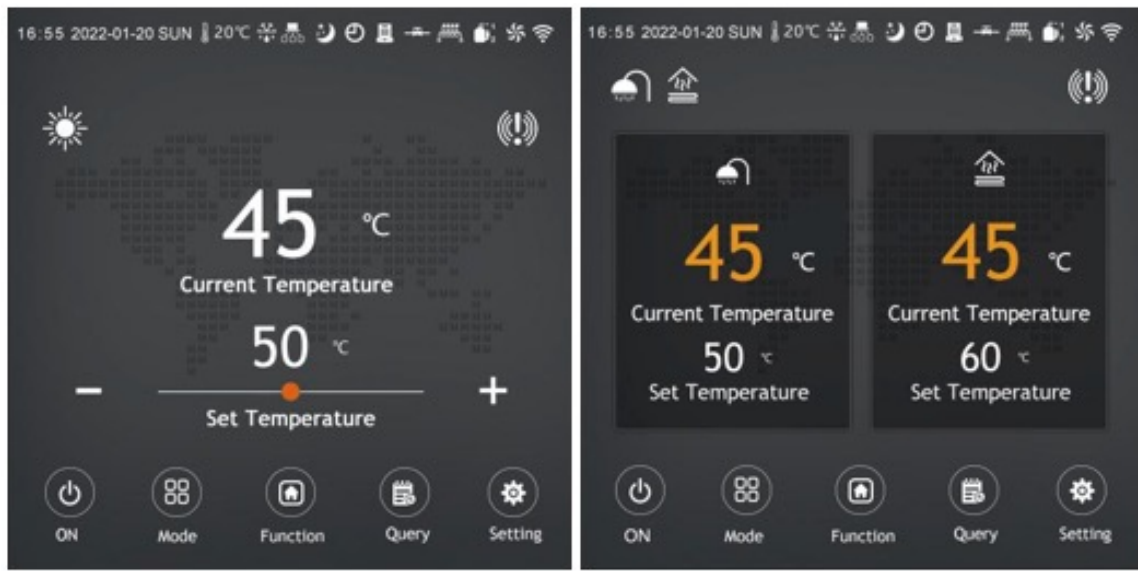 16:55 2022-01-20 SUN 20℃
45 ℃
Current Temperature
50 ℃
− +
Set Temperature
ON Mode Function Query Setting
16:55 2022-01-20 SUN 20℃
45 ℃
Current Temperature
50 ℃
Set Temperature
45 ℃
Current Temperature
60 ℃
Set Temperature
ON Mode Function Query Setting